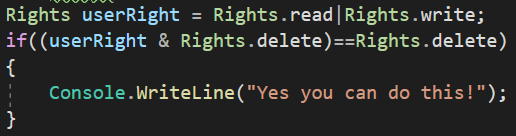 Rights userRight = Rights.read|Rights.write;
if((userRight & Rights.delete)==Rights.delete)
{
Console.WriteLine("Yes you can do this!");
}